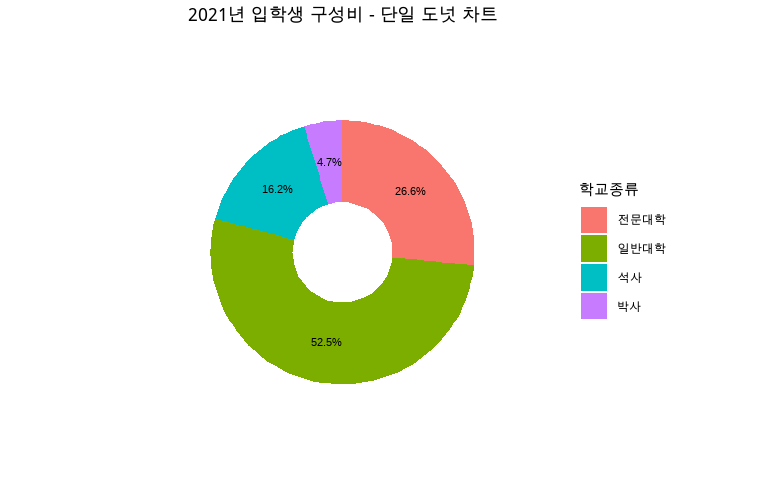 2021년 입학생 구성비 - 단일 도넛 차트
4.7%
16.2%
26.6%
52.5%
학교종류
전문대학
일반대학
석사
박사